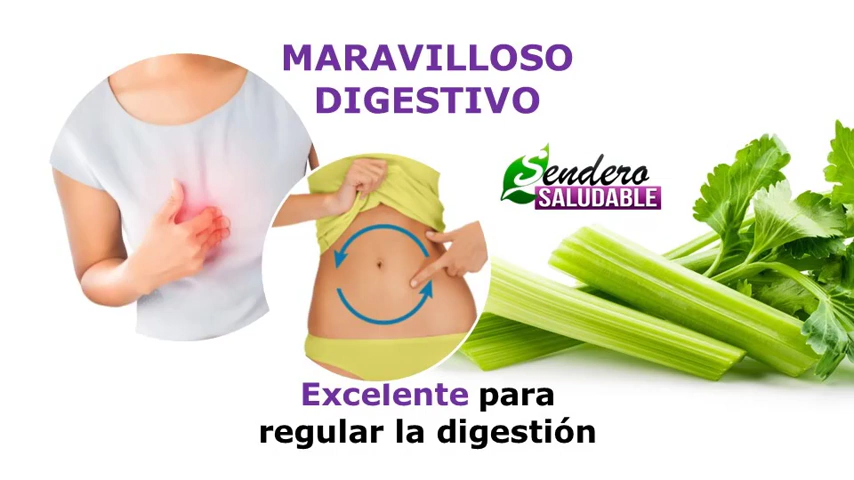 MARAVILLOSO
DIGESTIVO
Sendero
SALUDABLE
Excelente para
regular la digestión